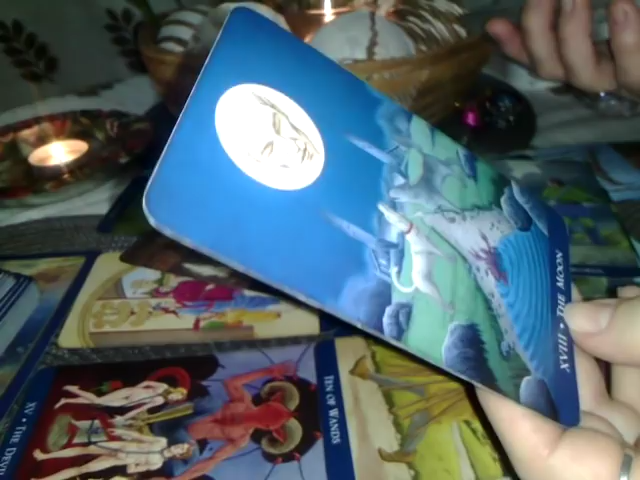 XVIII • THE MOON
TEN OF WANDS
XV • THE DEVIL